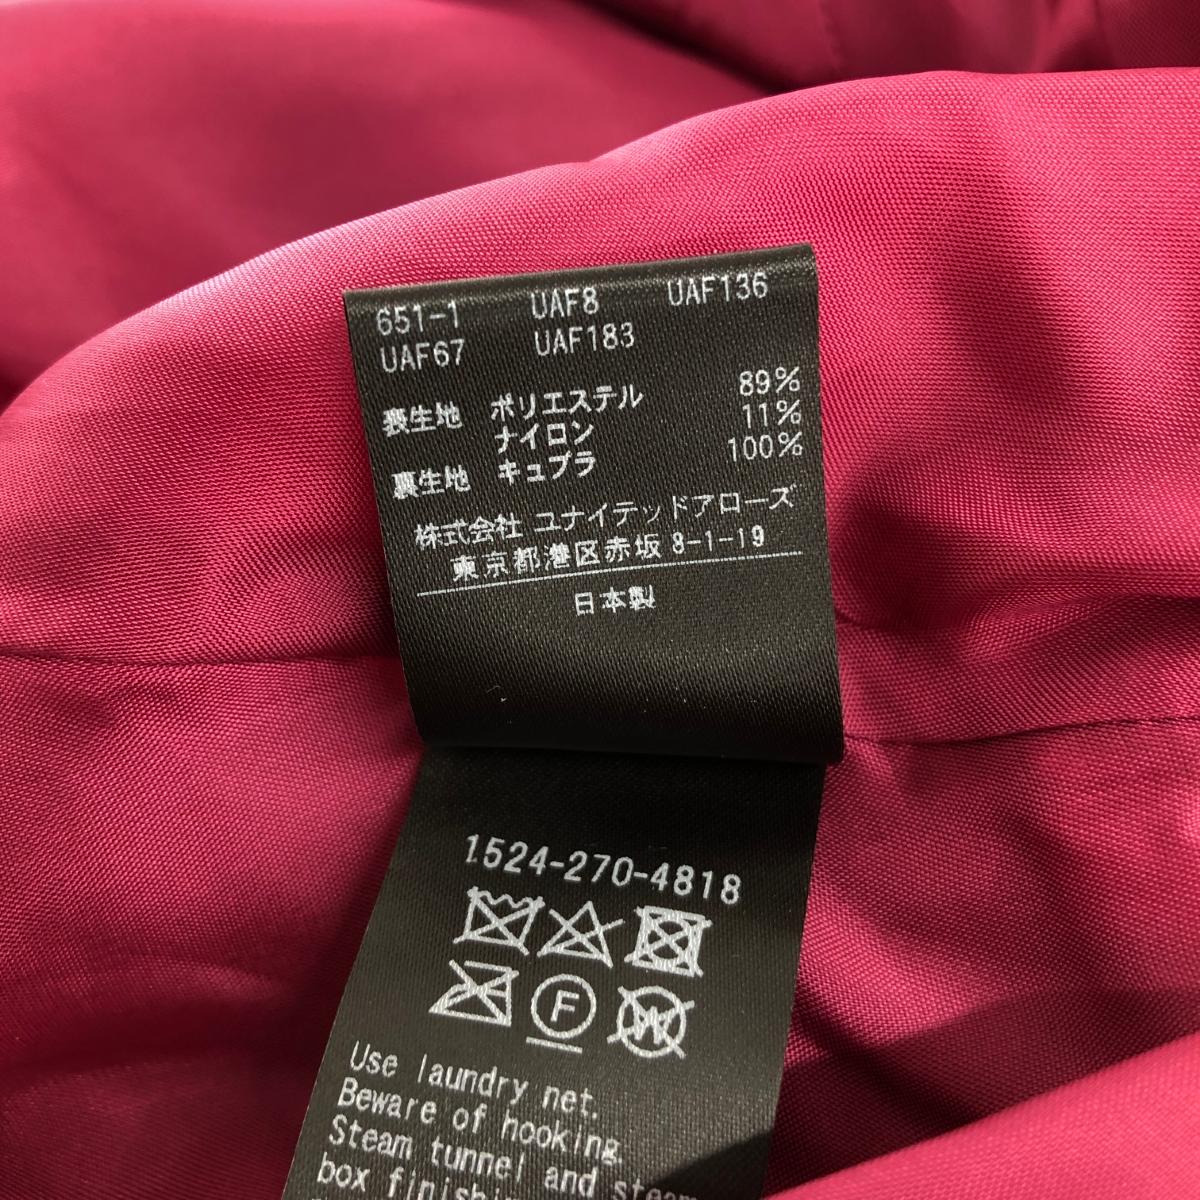 651-1 UAF8 UAF136
UAF67 UAF183
表生地 ポリエステル 89%
ナイロン 11%
裏生地 キュプラ 100%
株式会社 ユナイテッドアローズ
東京都港区赤坂 8-1-19
日本製
1524-270-4818
F
W
Use laundry net.
Beware of hooking.
Steam tunnel and steam
box finishing